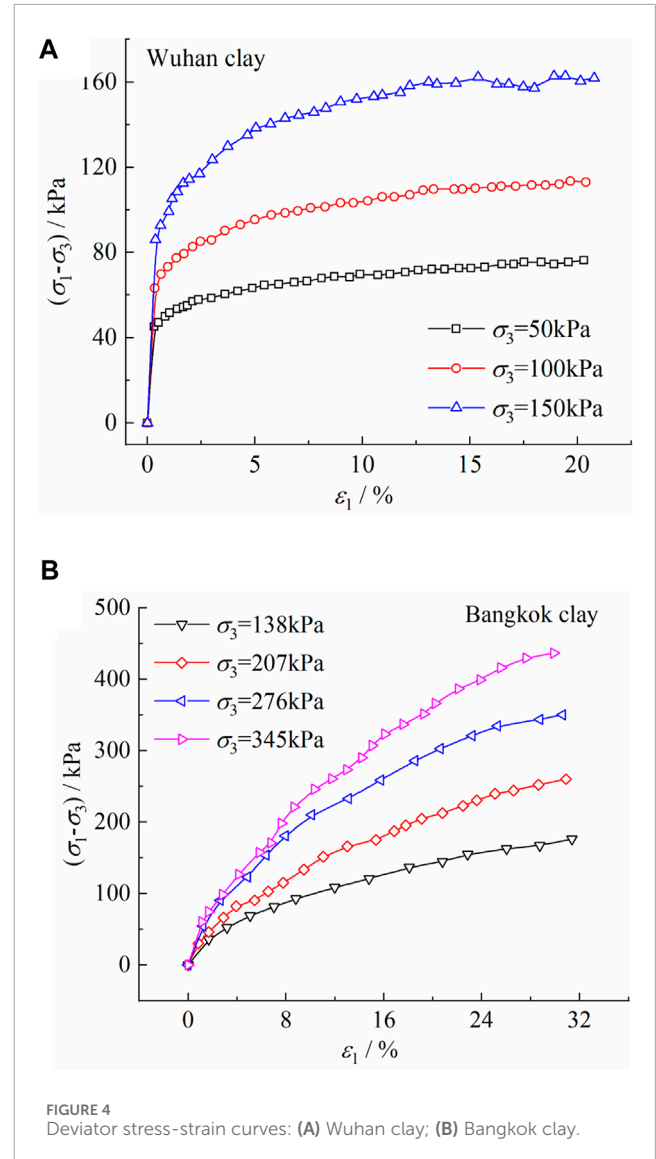 A
Wuhan clay
160
120
80
40
0
(σ₁-σ₃) / kPa
σ₃=50kPa
σ₃=100kPa
σ₃=150kPa
0 5 10 15 20
ε₁ / %
B
500
400
300
200
100
0
(σ₁-σ₃) / kPa
Bangkok clay
σ₃=138kPa
σ₃=207kPa
σ₃=276kPa
σ₃=345kPa
0 8 16 24 32
ε₁ / %
FIGURE 4
Deviator stress-strain curves: (A) Wuhan clay; (B) Bangkok clay.